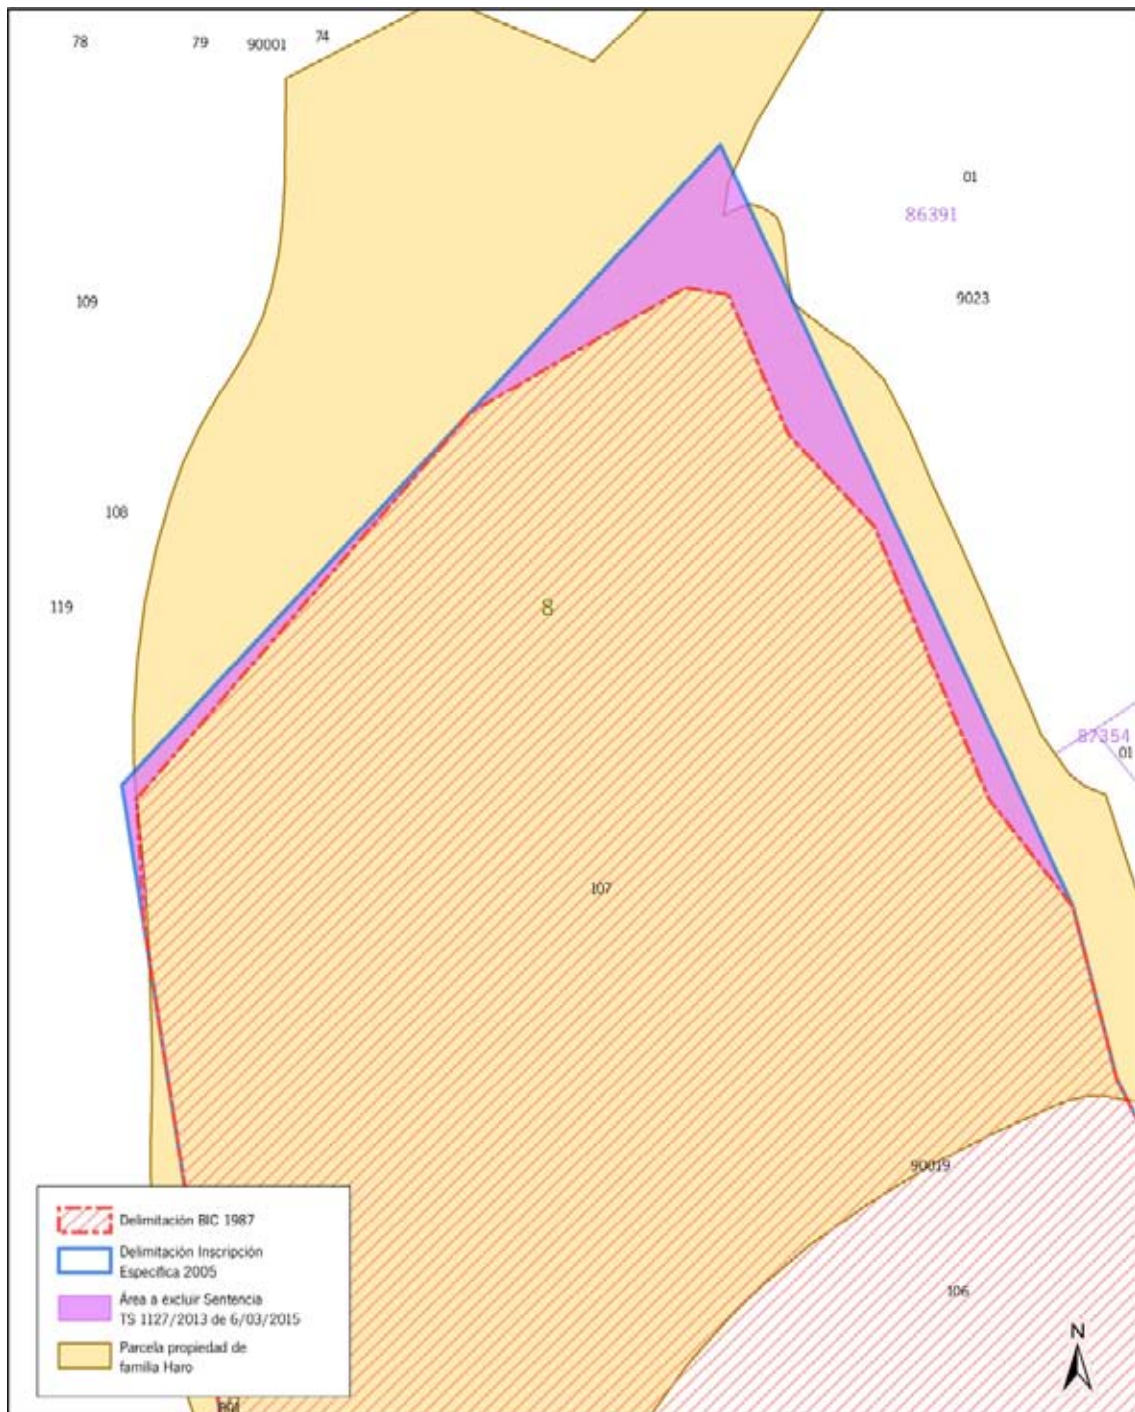 78
79
90001
74
01
86391
109
9023
108
119
8
87354
01
107
90019
106
Delimitación BIC 1987
Delimitación Inscripción
Específica 2005
Área a excluir Sentencia
TS 1127/2013 de 6/03/2015
Parcela propiedad de
familia Haro
N